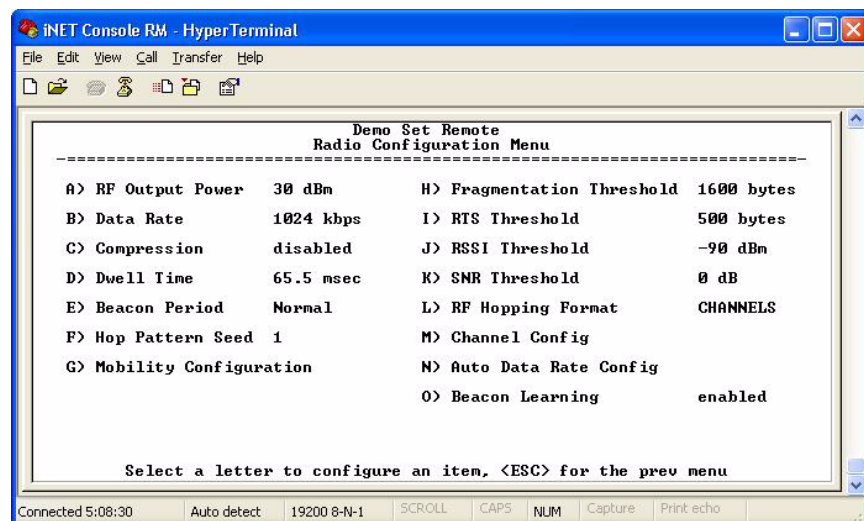 iNET Console RM - HyperTerminal
File Edit View Call Transfer Help
Demo Set Remote
Radio Configuration Menu
-==========================================================================-
A) RF Output Power 30 dBm H) Fragmentation Threshold 1600 bytes
B) Data Rate 1024 kbps I) RTS Threshold 500 bytes
C) Compression disabled J) RSSI Threshold -90 dBm
D) Dwell Time 65.5 msec K) SNR Threshold 0 dB
E) Beacon Period Normal L) RF Hopping Format CHANNELS
F) Hop Pattern Seed 1 M) Channel Config
G) Mobility Configuration N) Auto Data Rate Config
O) Beacon Learning enabled
Select a letter to configure an item, <ESC> for the prev menu
Connected 5:08:30 Auto detect 19200 8-N-1 SCROLL CAPS NUM Capture Print echo